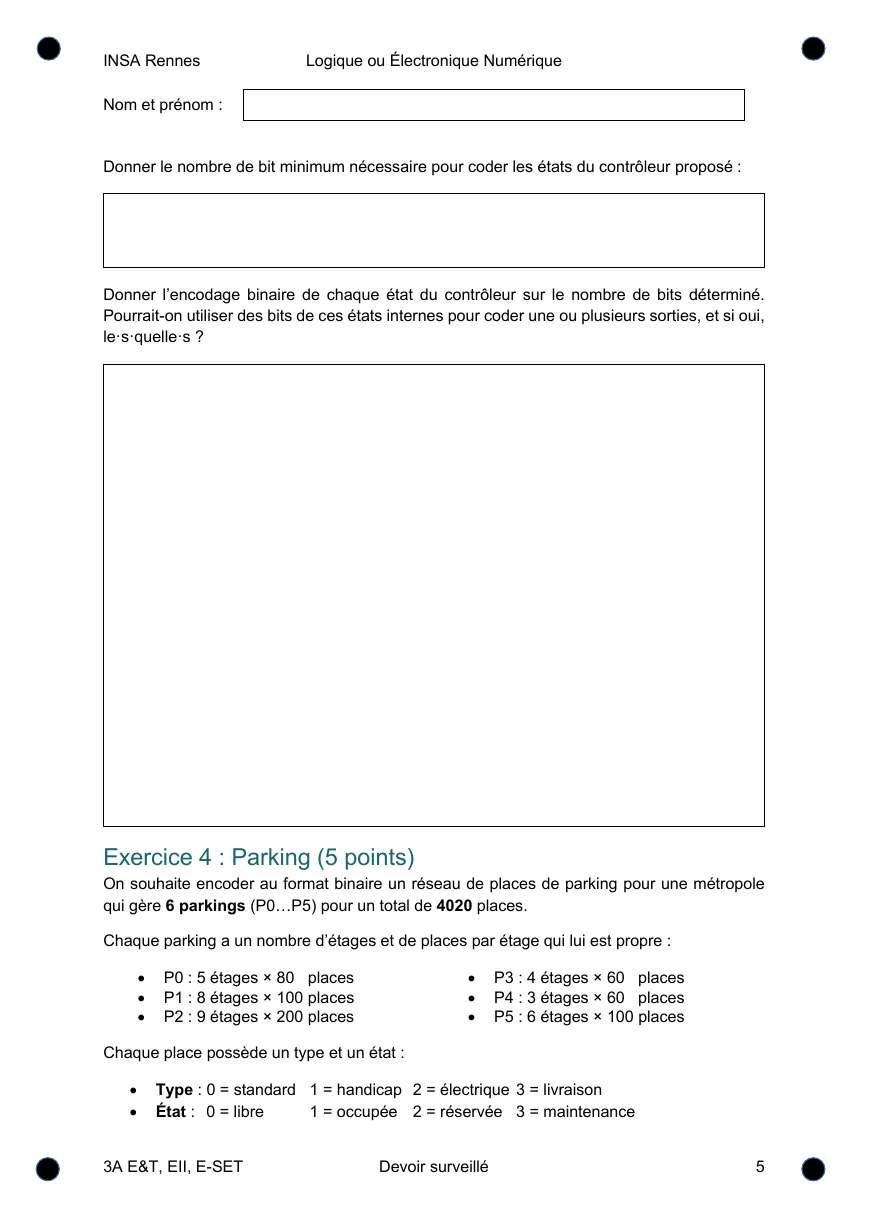 INSA Rennes Logique ou Électronique Numérique
Nom et prénom :
Donner le nombre de bit minimum nécessaire pour coder les états du contrôleur proposé :
Donner l’encodage binaire de chaque état du contrôleur sur le nombre de bits déterminé.
Pourrait-on utiliser des bits de ces états internes pour coder une ou plusieurs sorties, et si oui,
le·s·quelle·s ?
Exercice 4 : Parking (5 points)
On souhaite encoder au format binaire un réseau de places de parking pour une métropole
qui gère 6 parkings (P0…P5) pour un total de 4020 places.
Chaque parking a un nombre d’étages et de places par étage qui lui est propre :
• P0 : 5 étages × 80 places
• P1 : 8 étages × 100 places
• P2 : 9 étages × 200 places
• P3 : 4 étages × 60 places
• P4 : 3 étages × 60 places
• P5 : 6 étages × 100 places
Chaque place possède un type et un état :
• Type : 0 = standard 1 = handicap 2 = électrique 3 = livraison
• État : 0 = libre 1 = occupée 2 = réservée 3 = maintenance
3A E&T, EII, E-SET Devoir surveillé 5